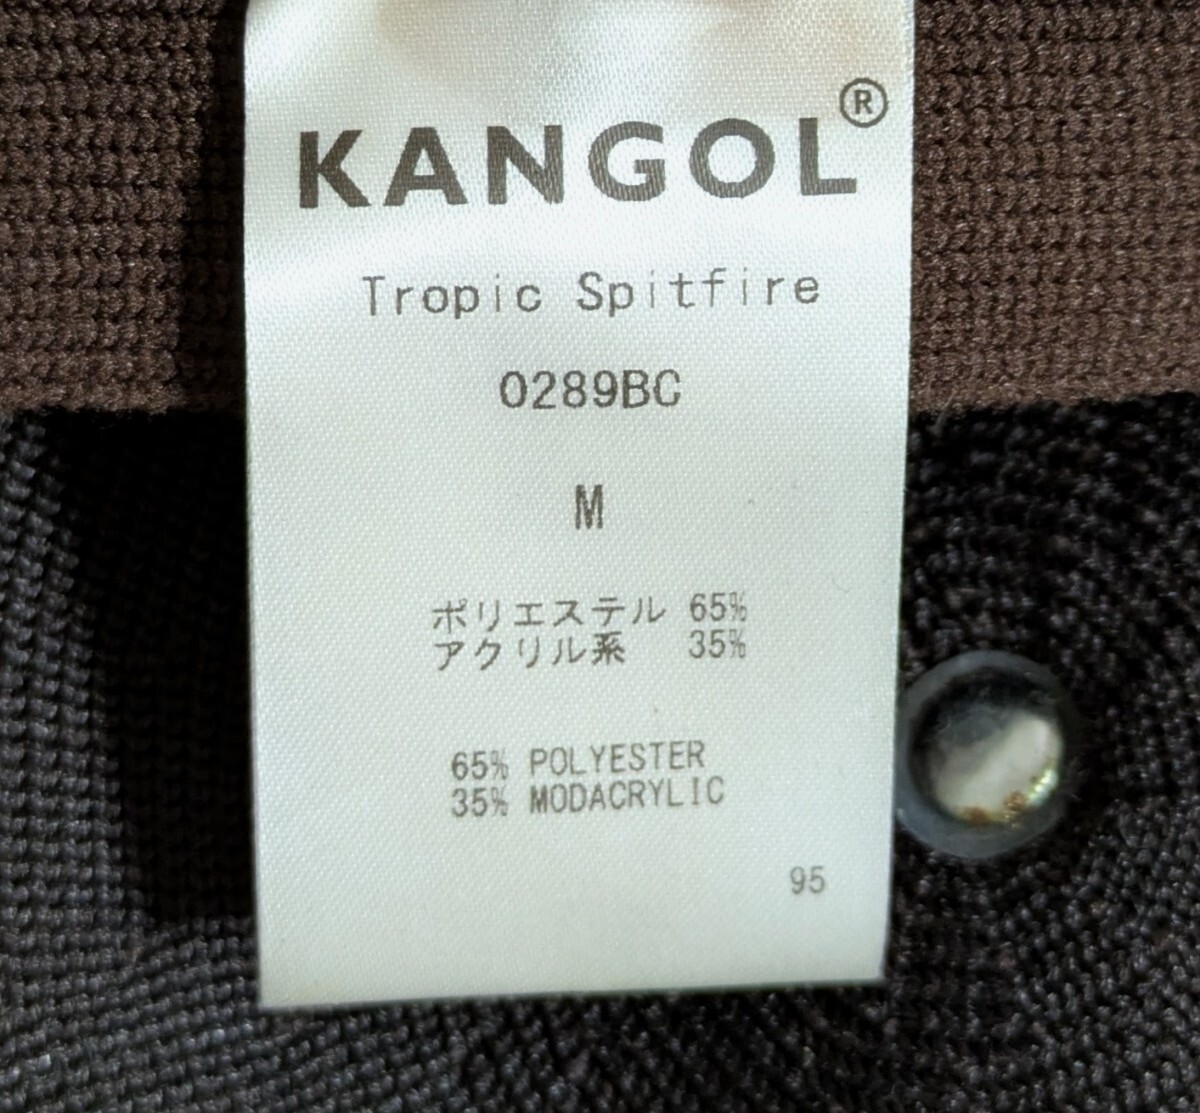 KANGOL®
Tropic Spitfire
0289BC
M
ポリエステル 65%
アクリル系 35%
65% POLYESTER
35% MODACRYLIC
95